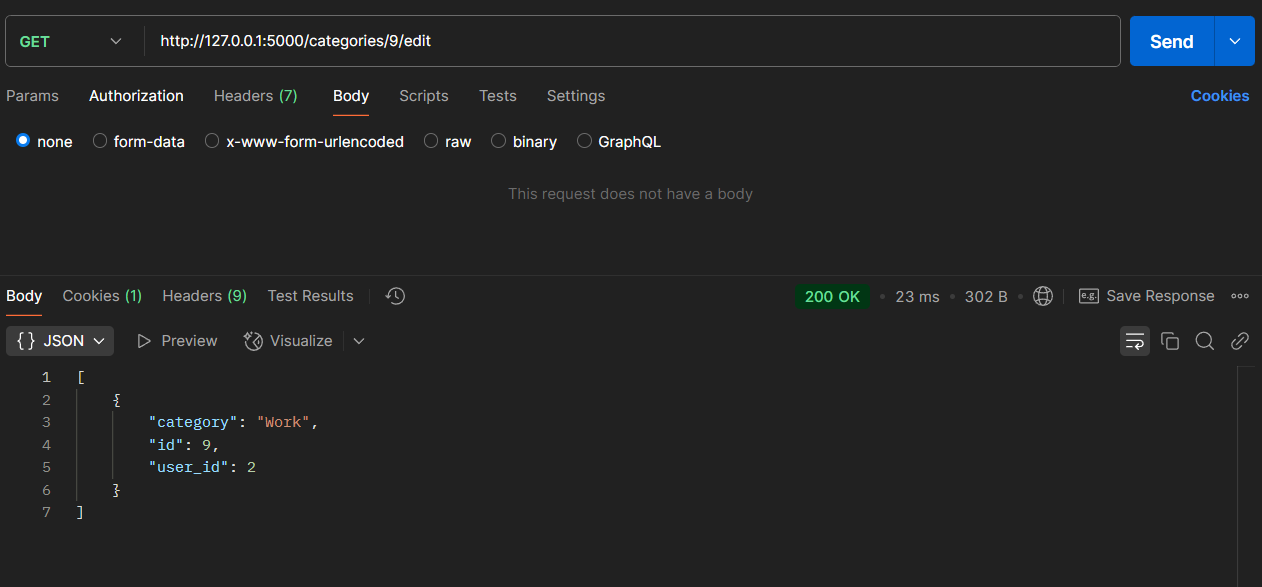 GET http://127.0.0.1:5000/categories/9/edit Send
Params Authorization Headers (7) Body Scripts Tests Settings Cookies
none form-data x-www-form-urlencoded raw binary GraphQL
This request does not have a body
Body Cookies (1) Headers (9) Test Results 200 OK • 23 ms • 302 B • e.g. Save Response
{} JSON Preview Visualize
1 [
2 {
3 "category": "Work",
4 "id": 9,
5 "user_id": 2
6 }
7 ]